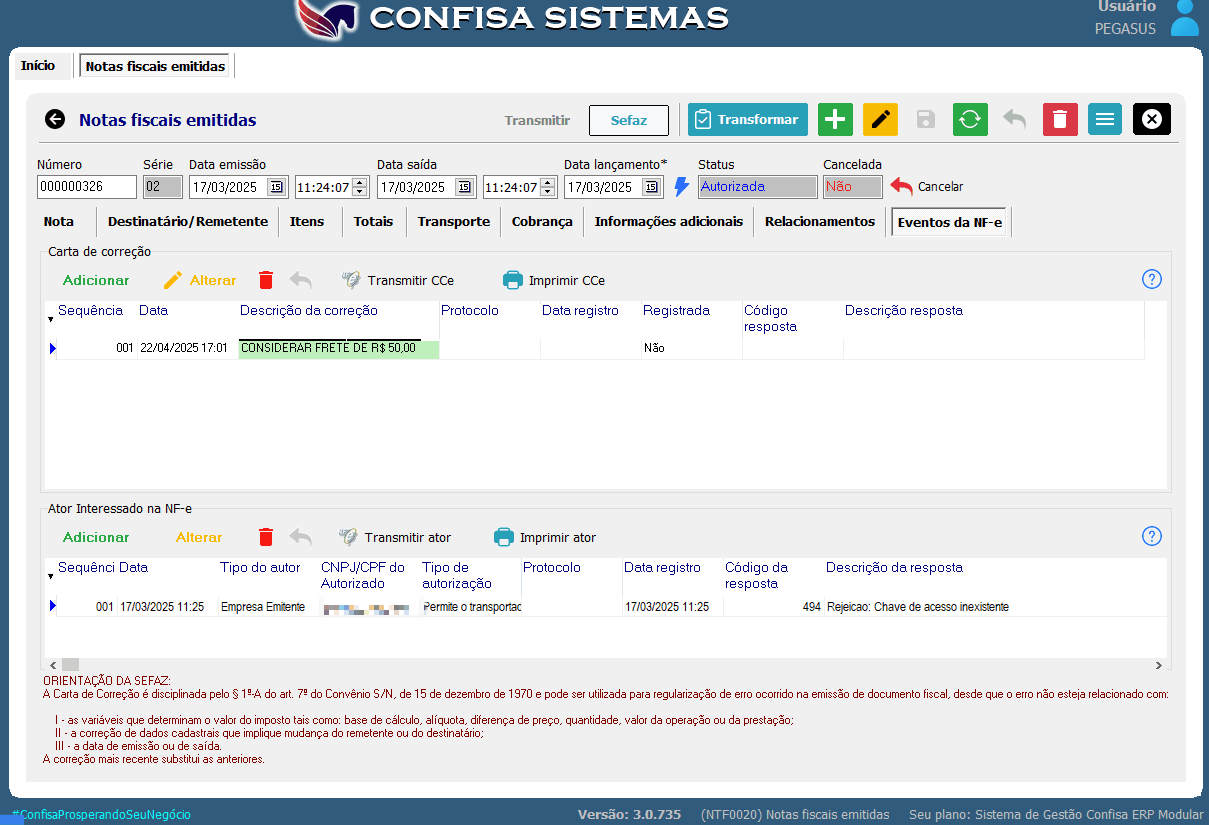 CONFISA SISTEMAS
Usuário
PEGASUS
Início
Notas fiscais emitidas
Notas fiscais emitidas
Transmitir
Sefaz
Transformar
Número
Série
Data emissão
Data saída
Data lançamento*
Status
Cancelada
000000326
02
17/03/2025
15
11:24:07
17/03/2025
15
11:24:07
17/03/2025
15
Autorizada
Não
Cancelar
Nota
Destinatário/Remetente
Itens
Totais
Transporte
Cobrança
Informações adicionais
Relacionamentos
Eventos da NF-e
Carta de correção
Adicionar
Alterar
Transmitir CCe
Imprimir CCe
?
Sequência
Data
Descrição da correção
Protocolo
Data registro
Registrada
Código
resposta
Descrição resposta
001
22/04/2025 17:01
CONSIDERAR FRETE DE R$ 50,00
Não
Ator Interessado na NF-e
Adicionar
Alterar
Transmitir ator
Imprimir ator
?
Sequênci
Data
Tipo do autor
CNPJ/CPF do
Autorizado
Tipo de
autorização
Protocolo
Data registro
Código da
resposta
Descrição da resposta
001
17/03/2025 11:25
Empresa Emitente
Permite o transportac
17/03/2025 11:25
494
Rejeicao: Chave de acesso inexistente
ORIENTAÇÃO DA SEFAZ:
A Carta de Correção é disciplinada pelo § 1º-A do art. 7º do Convênio S/N, de 15 de dezembro de 1970 e pode ser utilizada para regularização de erro ocorrido na emissão de documento fiscal, desde que o erro não esteja relacionado com:
I - as variáveis que determinam o valor do imposto tais como: base de cálculo, alíquota, diferença de preço, quantidade, valor da operação ou da prestação;
II - a correção de dados cadastrais que implique mudança do remetente ou do destinatário;
III - a data de emissão ou de saída.
A correção mais recente substitui as anteriores.
#ConfisaProsperandoSeuNegócio
Versão: 3.0.735
(NTF0020) Notas fiscais emitidas
Seu plano: Sistema de Gestão Confisa ERP Modular